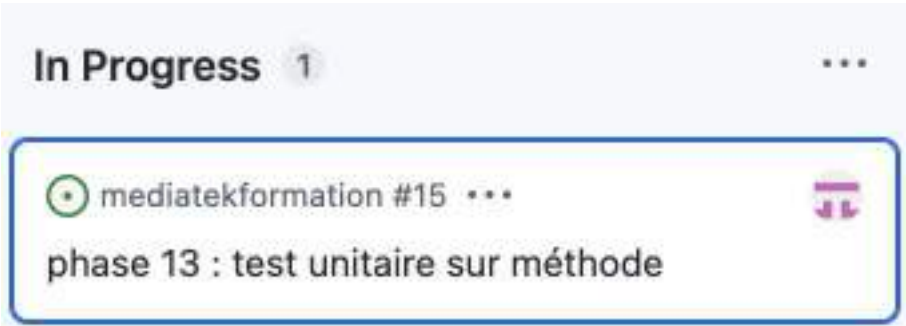 In Progress 1
mediatekformation #15
phase 13 : test unitaire sur méthode